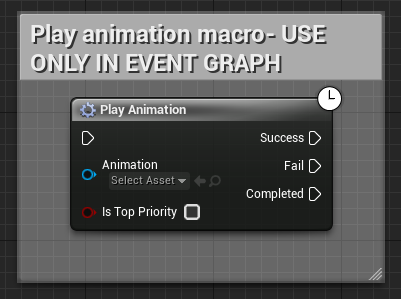 Play animation macro- USE
ONLY IN EVENT GRAPH
Play Animation
Success
Animation
Select Asset
Fail
Completed
Is Top Priority